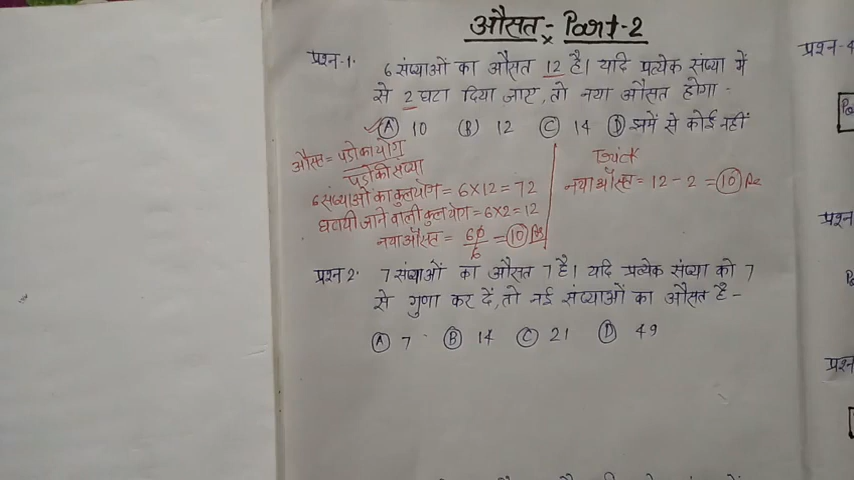 औसत - Part-2
प्रश्न-1. 6 संख्याओं का औसत 12 है। यदि प्रत्येक संख्या में
से 2 घटा दिया जाए, तो नया औसत होगा -
(A) 10 (B) 12 (C) 14 (D) इनमें से कोई नहीं
औसत = पदों का योग
पदों की संख्या
6 संख्याओं का कुल योग = 6×12 = 72
घटायी जाने वाली कुल योग = 6×2 = 12
नया औसत = 60/6 = 10 Ans
Trick
नया औसत = 12 - 2 = 10 Ans
प्रश्न 2. 7 संख्याओं का औसत 7 है। यदि प्रत्येक संख्या को 7
से गुणा कर दें, तो नई संख्याओं का औसत है -
(A) 7 (B) 14 (C) 21 (D) 49
प्रश्न-4
प्रश्न
प्रश्न